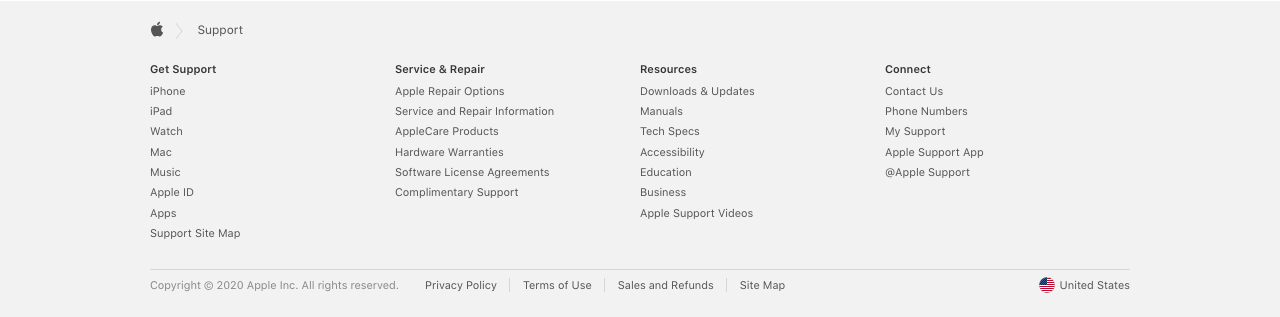 Support
Get Support
iPhone
iPad
Watch
Mac
Music
Apple ID
Apps
Support Site Map
Service & Repair
Apple Repair Options
Service and Repair Information
AppleCare Products
Hardware Warranties
Software License Agreements
Complimentary Support
Resources
Downloads & Updates
Manuals
Tech Specs
Accessibility
Education
Business
Apple Support Videos
Connect
Contact Us
Phone Numbers
My Support
Apple Support App
@Apple Support
Copyright © 2020 Apple Inc. All rights reserved. Privacy Policy Terms of Use Sales and Refunds Site Map United States